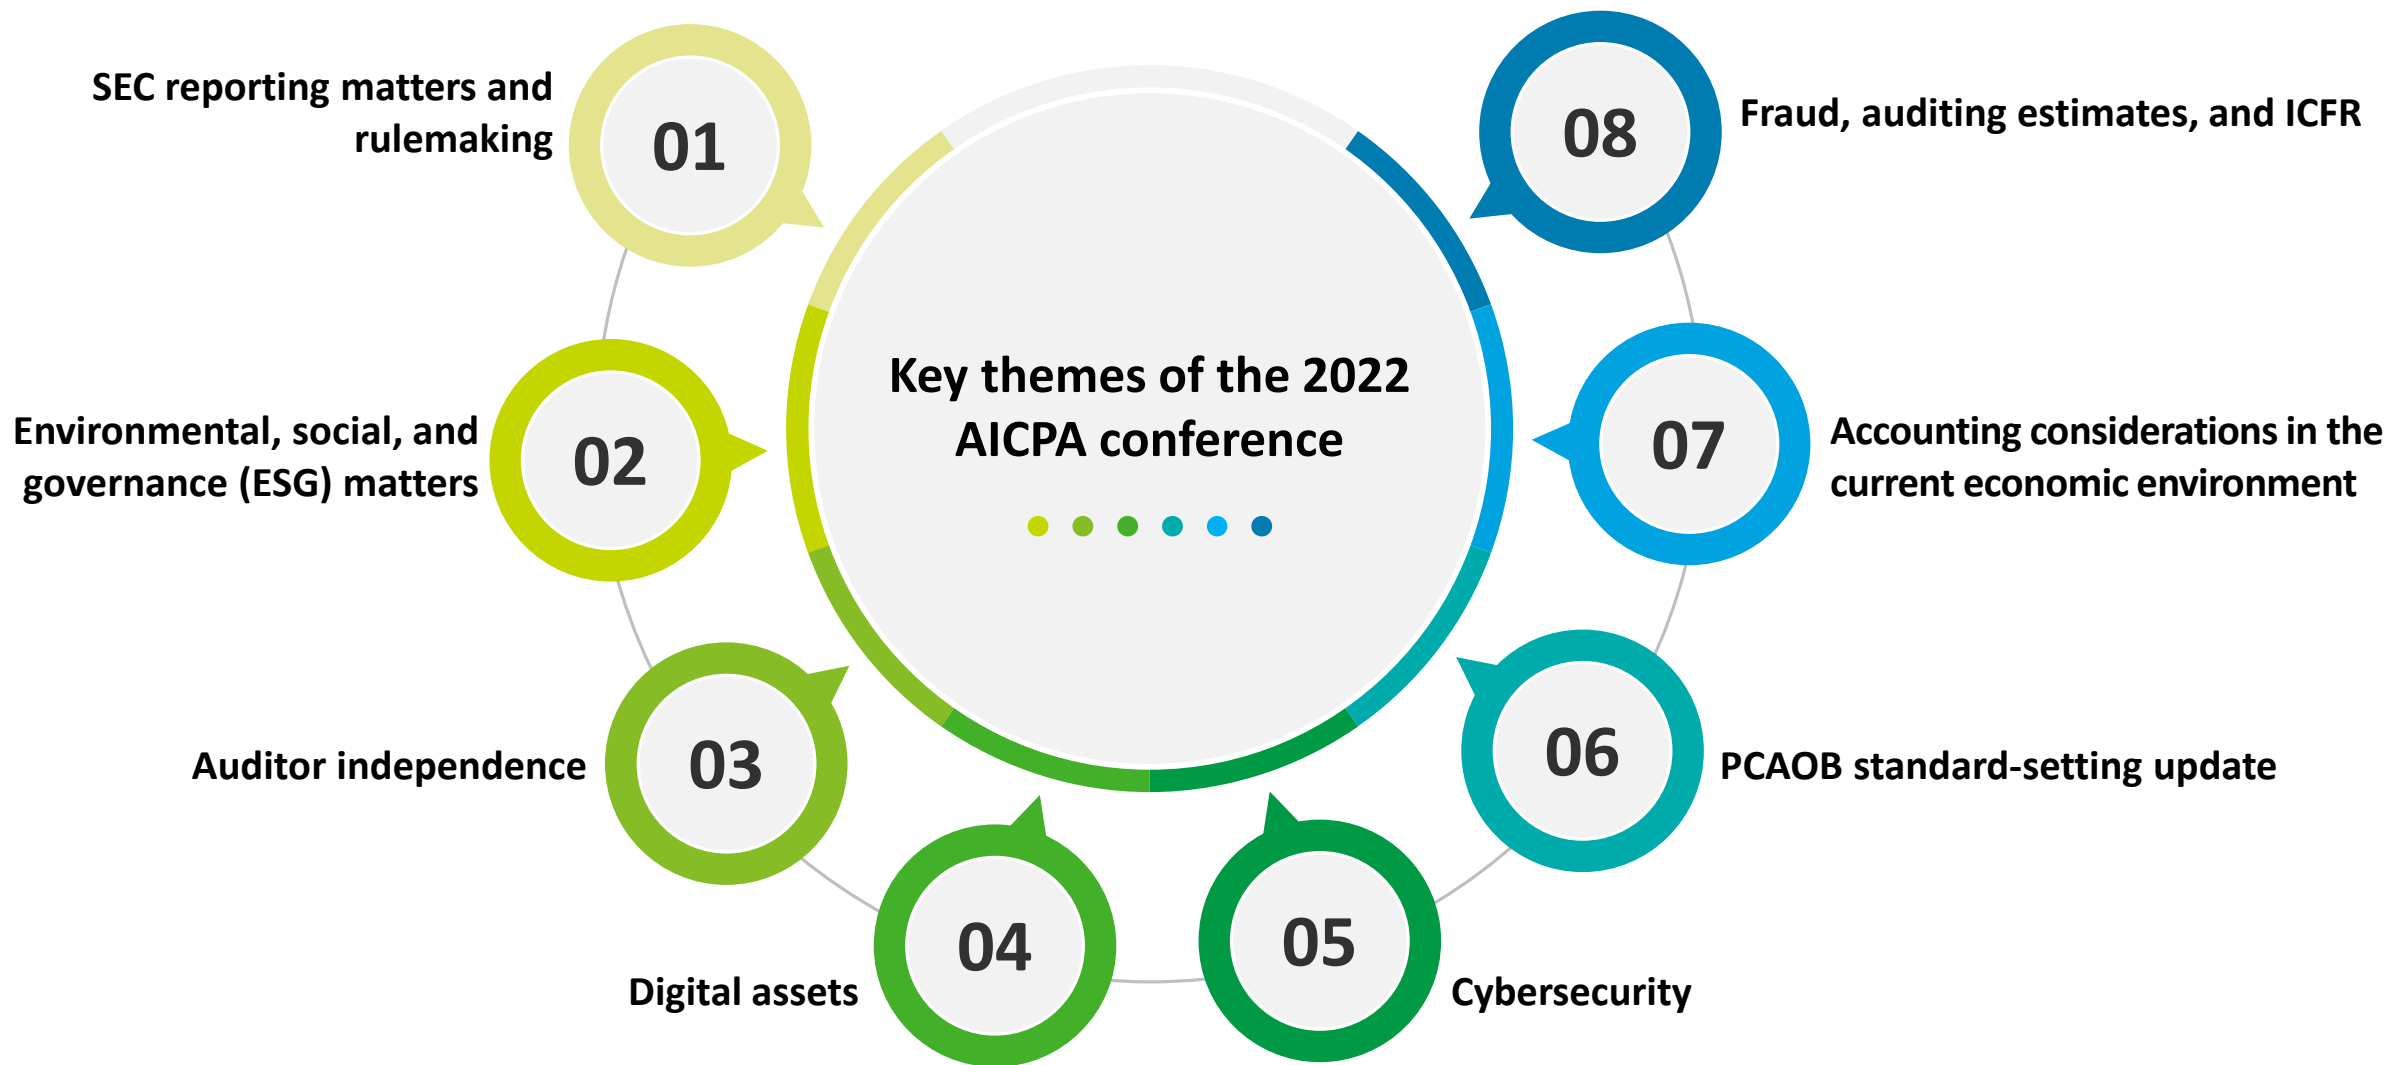 Key themes of the 2022
AICPA conference
01
SEC reporting matters and
rulemaking
02
Environmental, social, and
governance (ESG) matters
03
Auditor independence
04
Digital assets
05
Cybersecurity
06
PCAOB standard-setting update
07
Accounting considerations in the
current economic environment
08
Fraud, auditing estimates, and ICFR